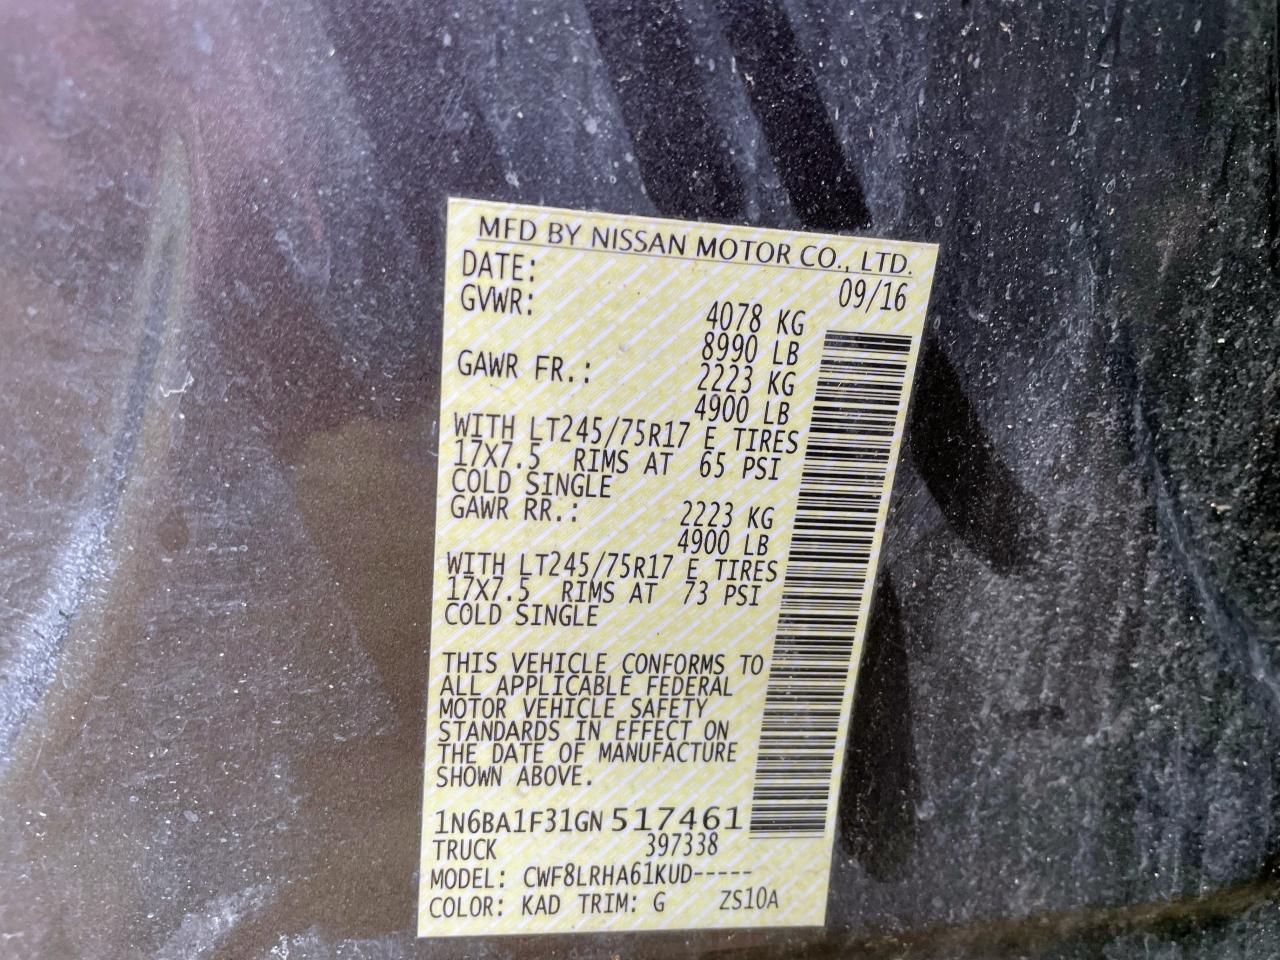 MFD BY NISSAN MOTOR CO., LTD.
DATE: 09/16
GVWR: 4078 KG
8990 LB
GAWR FR.: 2223 KG
4900 LB
WITH LT245/75R17 E TIRES
17X7.5 RIMS AT 65 PSI
COLD SINGLE
GAWR RR.: 2223 KG
4900 LB
WITH LT245/75R17 E TIRES
17X7.5 RIMS AT 73 PSI
COLD SINGLE
THIS VEHICLE CONFORMS TO
ALL APPLICABLE FEDERAL
MOTOR VEHICLE SAFETY
STANDARDS IN EFFECT ON
THE DATE OF MANUFACTURE
SHOWN ABOVE.
1N6BA1F31GN517461
TRUCK 397338
MODEL: CWF8LRHA61KUD-----
COLOR: KAD TRIM: G ZS10A